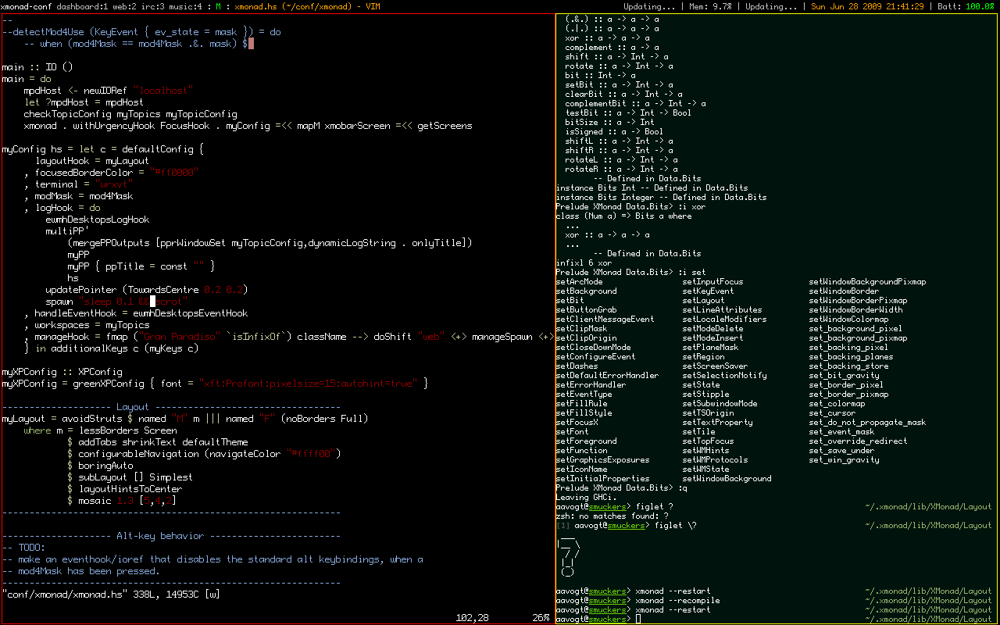 xmonad-conf dashboard:1 web:2 irc:3 music:4 : M : xmonad.hs (~/conf/xmonad) - VIM
Updating... | Mem: 9.7% | Updating... | Sun Jun 28 2009 21:41:29 | Batt: 100.0%
--
--detectMod4Use (KeyEvent { ev_state = mask }) = do
    -- when (mod4Mask == mod4Mask .&. mask) $
main :: IO ()
main = do
    mpdHost <- newIORef "localhost"
    let ?mpdHost = mpdHost
    checkTopicConfig myTopics myTopicConfig
    xmonad . withUrgencyHook FocusHook . myConfig =<< mapM xmobarScreen =<< getScreens
myConfig hs = let c = defaultConfig {
      layoutHook = myLayout
    , focusedBorderColor = "#ff0000"
    , terminal = "urxvt"
    , modMask = mod4Mask
    , logHook = do
        ewmhDesktopsLogHook
        multiPP'
            (mergePPOutputs [pprWindowSet myTopicConfig,dynamicLogString . onlyTitle])
            myPP
            myPP { ppTitle = const "" }
            hs
        updatePointer (TowardsCentre 0.2 0.2)
        spawn "sleep 0.1 && scrot"
    , handleEventHook = ewmhDesktopsEventHook
    , workspaces = myTopics
    , manageHook = fmap ("Gran Paradiso" `isInfixOf`) className --> doShift "web" <+> manageSpawn <+>
    } in additionalKeys c (myKeys c)
myXPConfig :: XPConfig
myXPConfig = greenXPConfig { font = "xft:Profont:pixelsize=15:autohint=true" }
-------------------- Layout ----------------------------------
myLayout = avoidStruts $ named "M" m ||| named "F" (noBorders Full)
    where m = lessBorders Screen
            $ addTabs shrinkText defaultTheme
            $ configurableNavigation (navigateColor "#ffff00")
            $ boringAuto
            $ subLayout [] Simplest
            $ layoutHintsToCenter
            $ mosaic 1.3 [5,4,2]
--------------------------------------------------------------
-------------------- Alt-key behavior ------------------------
-- TODO:
-- make an eventhook/ioref that disables the standard alt keybindings, when a
-- mod4Mask has been pressed.
--------------------------------------------------------------
"conf/xmonad/xmonad.hs" 338L, 14953C [w]
102,28 26%
  (.&.) :: a -> a -> a
  (.|.) :: a -> a -> a
  xor :: a -> a -> a
  complement :: a -> a
  shift :: a -> Int -> a
  rotate :: a -> Int -> a
  bit :: Int -> a
  setBit :: a -> Int -> a
  clearBit :: a -> Int -> a
  complementBit :: a -> Int -> a
  testBit :: a -> Int -> Bool
  bitSize :: a -> Int
  isSigned :: a -> Bool
  shiftL :: a -> Int -> a
  shiftR :: a -> Int -> a
  rotateL :: a -> Int -> a
  rotateR :: a -> Int -> a
        -- Defined in Data.Bits
instance Bits Int -- Defined in Data.Bits
instance Bits Integer -- Defined in Data.Bits
Prelude XMonad Data.Bits> :i xor
class (Num a) => Bits a where
  ...
  xor :: a -> a -> a
  ...
        -- Defined in Data.Bits
infixl 6 xor
Prelude XMonad Data.Bits> :i set
setArcMode setInputFocus setWindowBackgroundPixmap
setBackground setKeyEvent setWindowBorder
setBit setLayout setWindowBorderPixmap
setButtonGrab setLineAttributes setWindowBorderWidth
setClientMessageEvent setLocaleModifiers setWindowColormap
setClipMask setModeDelete set_background_pixel
setClipOrigin setModeInsert set_background_pixmap
setCloseDownMode setPlaneMask set_backing_pixel
setConfigureEvent setRegion set_backing_planes
setDashes setScreenSaver set_backing_store
setDefaultErrorHandler setSelectionNotify set_bit_gravity
setErrorHandler setState set_border_pixel
setEventType setStipple set_border_pixmap
setFillRule setSubwindowMode set_colormap
setFillStyle setTSOrigin set_cursor
setFocusX setTextProperty set_do_not_propagate_mask
setFont setTile set_event_mask
setForeground setTopFocus set_override_redirect
setFunction setWMHints set_save_under
setGraphicsExposures setWMProtocols set_win_gravity
setIconName setWMState
setInitialProperties setWindowBackground
Prelude XMonad Data.Bits> :q
Leaving GHCi.
aavogt@smuckers> figlet ? ~/.xmonad/lib/XMonad/Layout
zsh: no matches found: ?
[1] aavogt@smuckers> figlet \? ~/.xmonad/lib/XMonad/Layout
 ___
|__ \
  / /
 |_|
 (_)
aavogt@smuckers> xmonad --restart ~/.xmonad/lib/XMonad/Layout
aavogt@smuckers> xmonad --recompile ~/.xmonad/lib/XMonad/Layout
aavogt@smuckers> xmonad --restart ~/.xmonad/lib/XMonad/Layout
aavogt@smuckers> ~/.xmonad/lib/XMonad/Layout